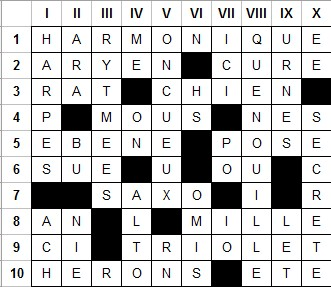 I II III IV V VI VII VIII IX X
1 H A R M O N I Q U E
2 A R Y E N C U R E
3 R A T C H I E N
4 P M O U S N E S
5 E B E N E P O S E
6 S U E U O U C
7 S A X O I R
8 A N L M I L L E
9 C I T R I O L E T
10 H E R O N S E T E